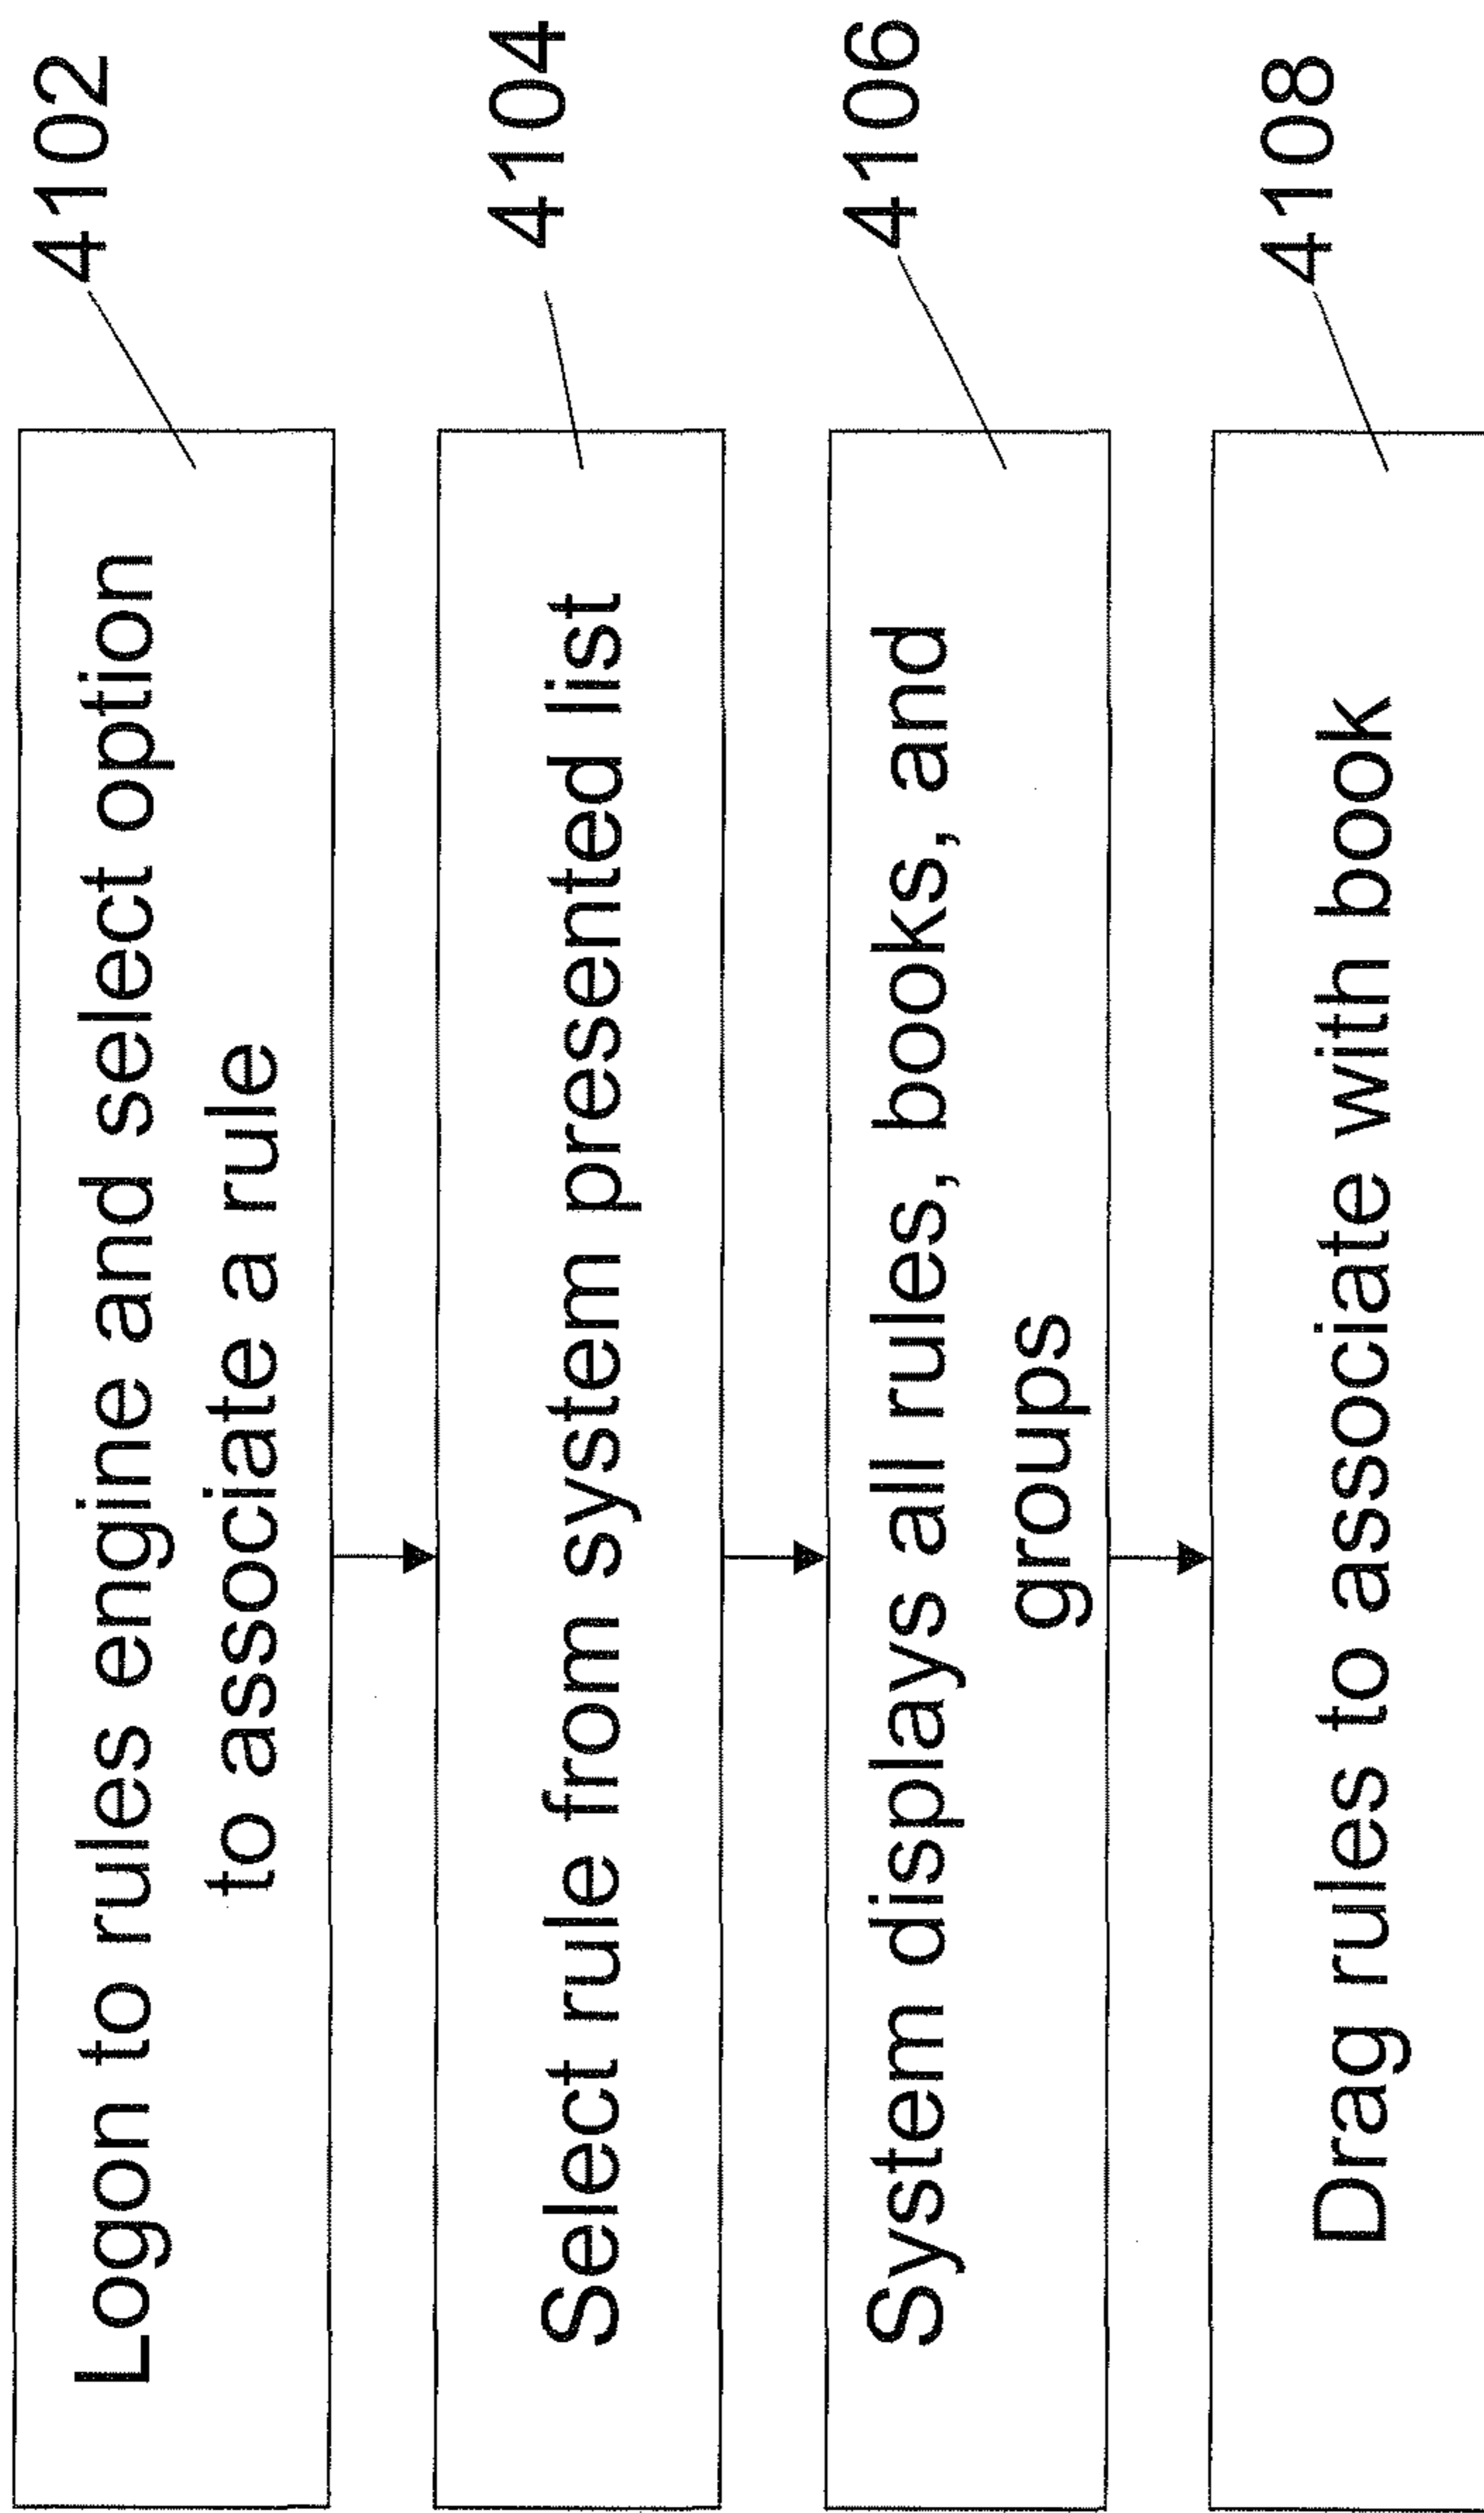 Logon to rules engine and select option
to associate a rule
4102
Select rule from system presented list
4104
System displays all rules, books, and
groups
4106
Drag rules to associate with book
4108